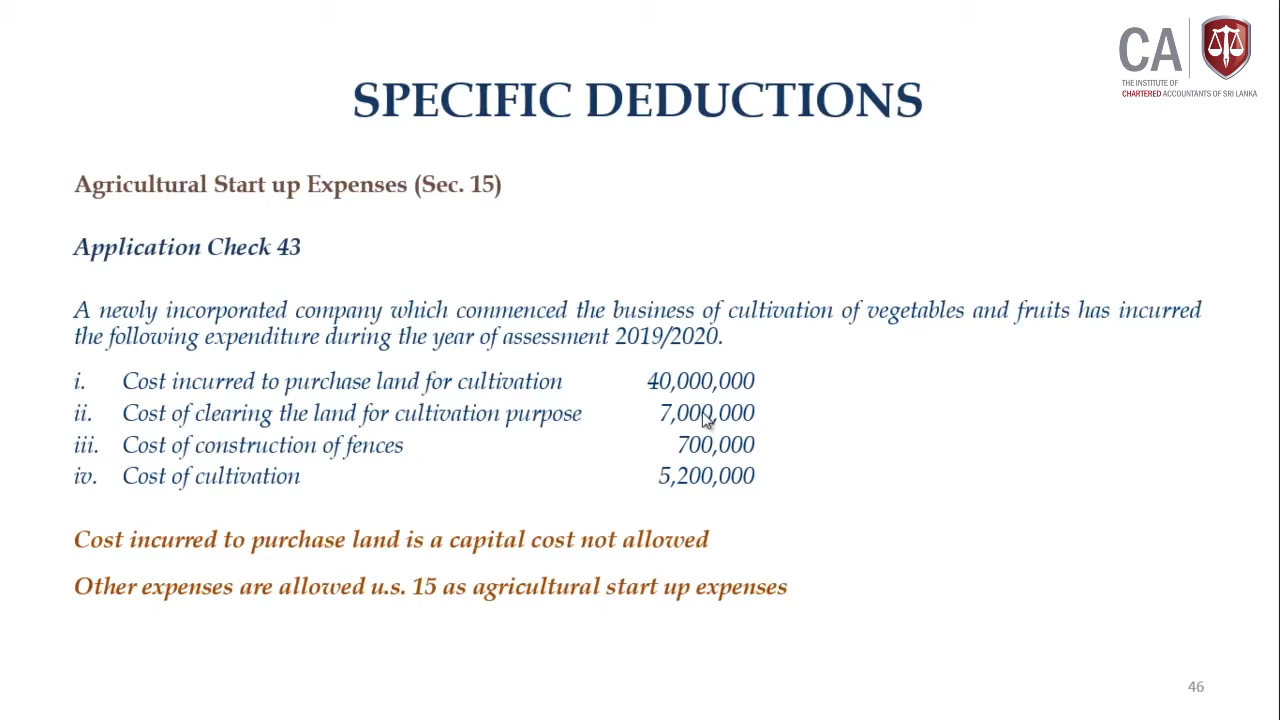 CA
THE INSTITUTE OF
CHARTERED ACCOUNTANTS OF SRI LANKA
SPECIFIC DEDUCTIONS
Agricultural Start up Expenses (Sec. 15)
Application Check 43
A newly incorporated company which commenced the business of cultivation of vegetables and fruits has incurred
the following expenditure during the year of assessment 2019/2020.
i. Cost incurred to purchase land for cultivation 40,000,000
ii. Cost of clearing the land for cultivation purpose 7,000,000
iii. Cost of construction of fences 700,000
iv. Cost of cultivation 5,200,000
Cost incurred to purchase land is a capital cost not allowed
Other expenses are allowed u.s. 15 as agricultural start up expenses
46